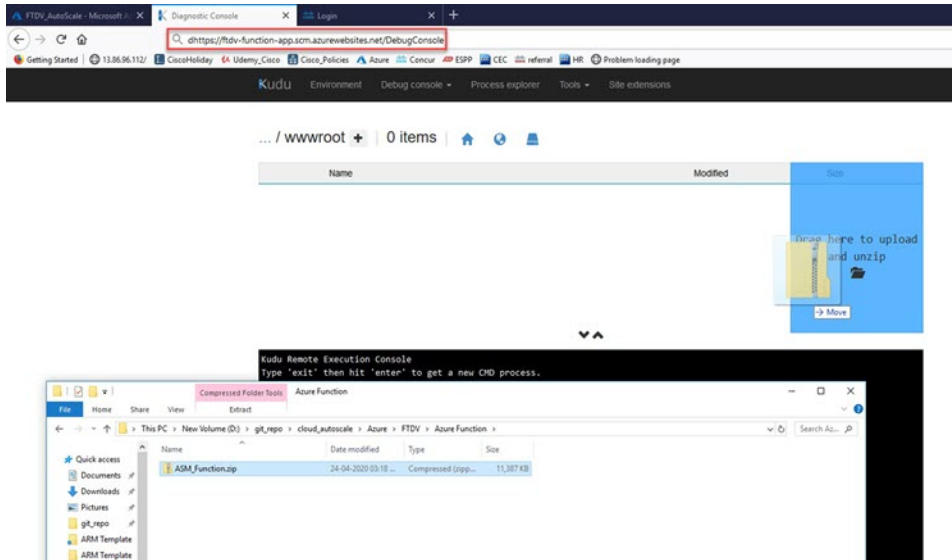 FTDV_AutoScale - Microsoft A
Diagnostic Console
Login
dhttps://ftdv-function-app.scm.azurewebsites.net/DebugConsole
Getting Started
13.86.96.112/
CiscoHoliday
Udemy_Cisco
Cisco_Policies
Azure
Concur
ESPP
CEC
referral
HR
Problem loading page
Kudu
Environment
Debug console
Process explorer
Tools
Site extensions
... / wwwroot + | 0 items
Name
Modified
Size
Drag here to upload
and unzip
Move
Kudu Remote Execution Console
Type 'exit' then hit 'enter' to get a new CMD process.
Compressed Folder Tools
Azure Function
File
Home
Share
View
Extract
This PC > New Volume (D:) > git_repo > cloud_autoscale > Azure > FTDV > Azure Function >
Search Az...
Quick access
Documents
Downloads
Pictures
git_repo
ARM Template
ARM Template
Name
Date modified
Type
Size
ASM_Function.zip
24-04-2020 03:18 ...
Compressed (zipp...
11,387 KB